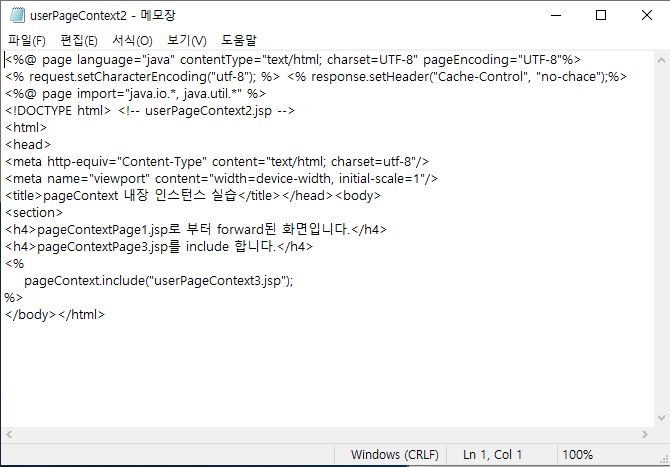 userPageContext2 - 메모장
파일(F) 편집(E) 서식(O) 보기(V) 도움말
<%@ page language="java" contentType="text/html; charset=UTF-8" pageEncoding="UTF-8"%>
<% request.setCharacterEncoding("utf-8"); %> <% response.setHeader("Cache-Control", "no-chace");%>
<%@ page import="java.io.*, java.util.*" %>
<!DOCTYPE html> <!-- userPageContext2.jsp -->
<html>
<head>
<meta http-equiv="Content-Type" content="text/html; charset=utf-8"/>
<meta name="viewport" content="width=device-width, initial-scale=1"/>
<title>pageContext 내장 인스턴스 실습</title></head><body>
<section>
<h4>pageContextPage1.jsp로 부터 forward된 화면입니다.</h4>
<h4>pageContextPage3.jsp를 include 합니다.</h4>
<%
pageContext.include("userPageContext3.jsp");
%>
</body></html>
Windows (CRLF) Ln 1, Col 1 100%